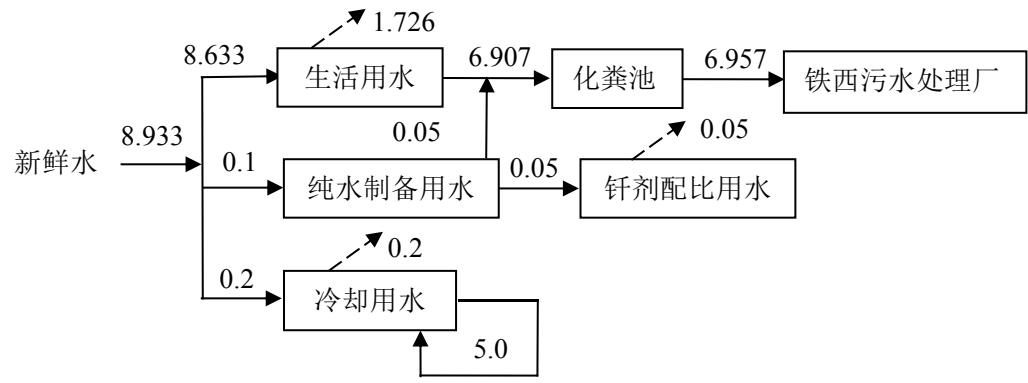 1.726
8.633
生活用水
6.907
化粪池
6.957
铁西污水处理厂
8.933
新鲜水
0.05
0.05
0.1
纯水制备用水
0.05
钎剂配比用水
0.2
0.2
冷却用水
5.0